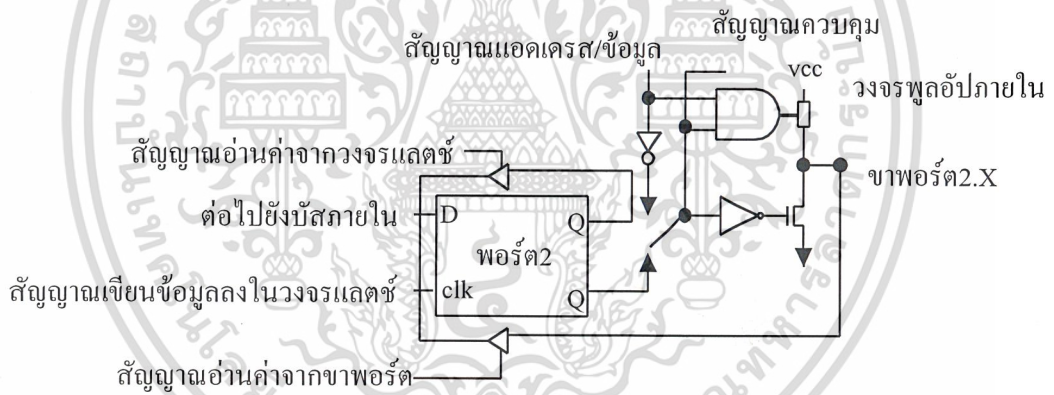 สัญญาณควบคุม
สัญญาณแอดเดรส/ข้อมูล
vcc
วงจรพูลอัปภายใน
สัญญาณอ่านค่าจากวงจรแลตช์
ขาพอร์ต2.X
ต่อไปยังบัสภายใน
D
Q
พอร์ต2
สัญญาณเขียนข้อมูลลงในวงจรแลตช์
clk
Q
สัญญาณอ่านค่าจากขาพอร์ต